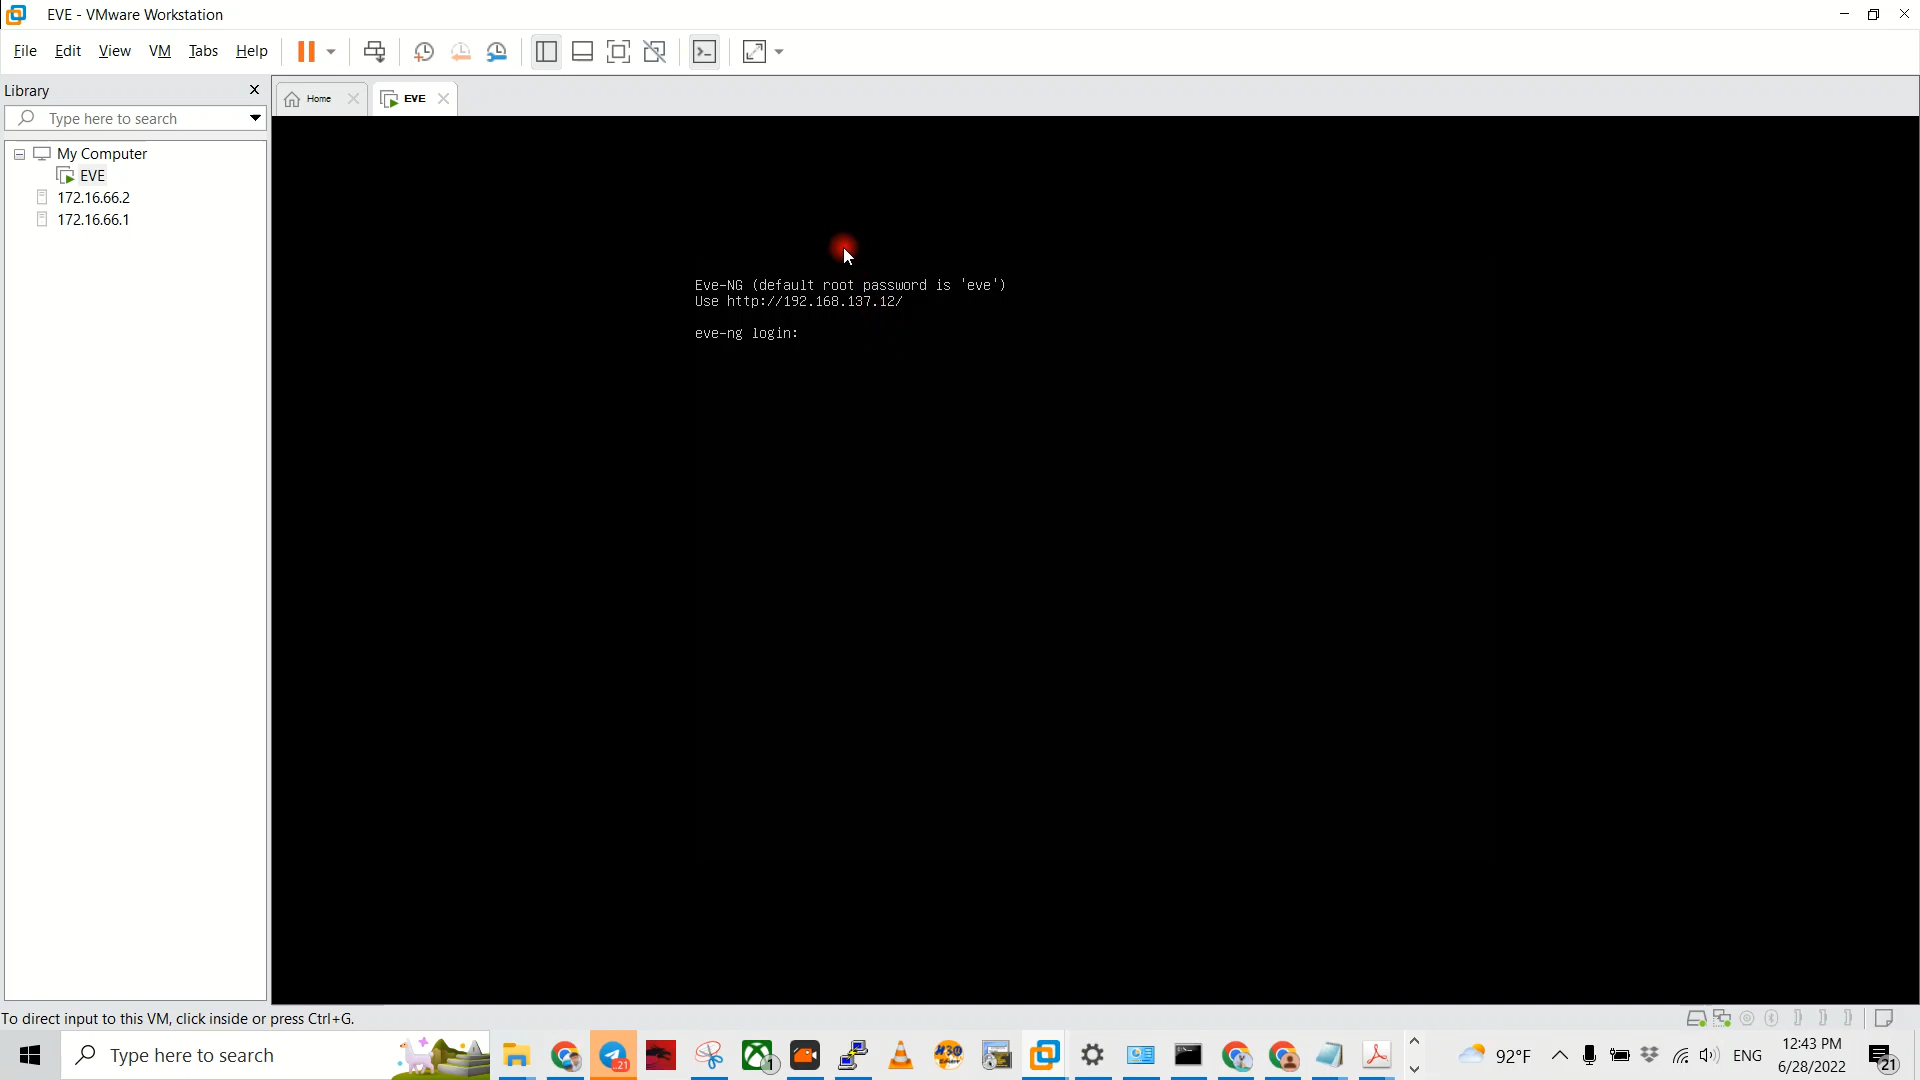 EVE - VMware Workstation
File Edit View VM Tabs Help
Library
Home
EVE
Type here to search
My Computer
EVE
172.16.66.2
172.16.66.1
Eve-NG (default root password is 'eve')
Use http://192.168.137.12/
eve-ng login:
To direct input to this VM, click inside or press Ctrl+G.
Type here to search
21
1
92°F
ENG
12:43 PM
6/28/2022
21